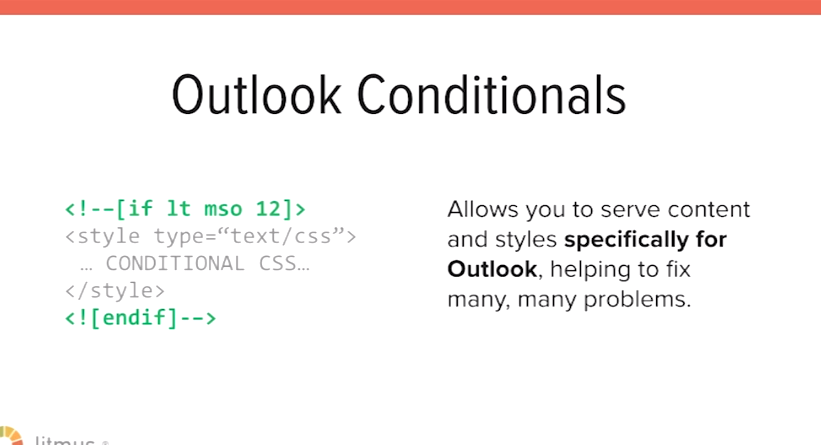 Outlook Conditionals
<!--[if lt mso 12]>
<style type=“text/css”>
… CONDITIONAL CSS…
</style>
<![endif]-->
Allows you to serve content
and styles specifically for
Outlook, helping to fix
many, many problems.
litmus